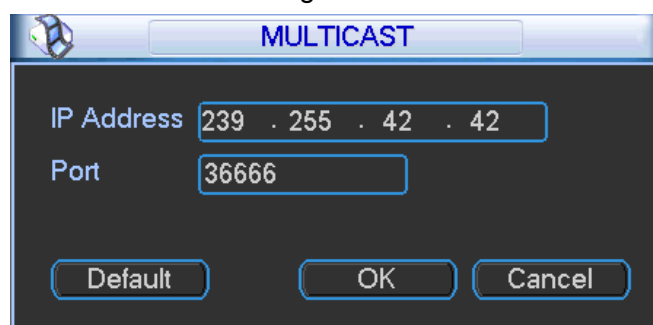 MULTICAST
IP Address 239 . 255 . 42 . 42
Port 36666
Default OK Cancel